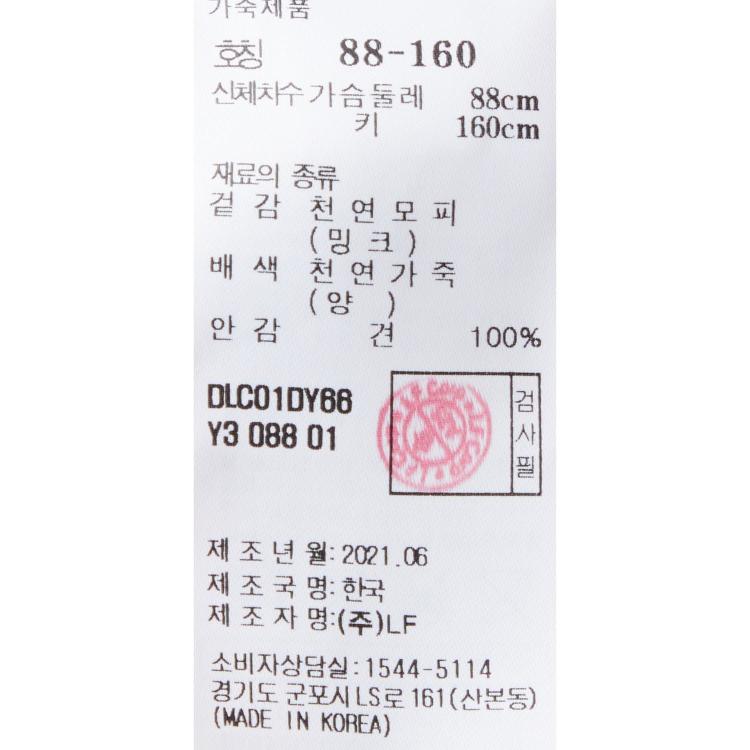 가죽제품
호칭 88-160
신체치수 가슴둘레 88cm
키 160cm
재료의 종류
겉감 천연모피
(밍크)
배색 천연가죽
(양)
안감 견 100%
DLC01DY66
Y3 088 01
검사필
제조년월: 2021.06
제조국명: 한국
제조자명: (주)LF
소비자상담실: 1544-5114
경기도 군포시 LS로 161(산본동)
(MADE IN KOREA)